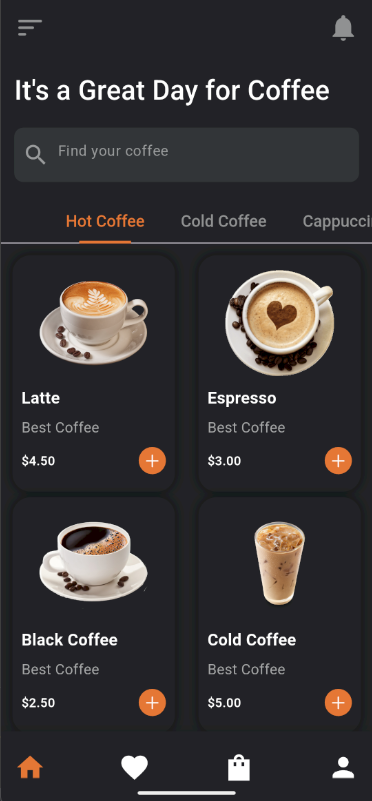 It's a Great Day for Coffee
Find your coffee
Hot Coffee Cold Coffee Cappucci
Latte
Best Coffee
$4.50
Espresso
Best Coffee
$3.00
Black Coffee
Best Coffee
$2.50
Cold Coffee
Best Coffee
$5.00